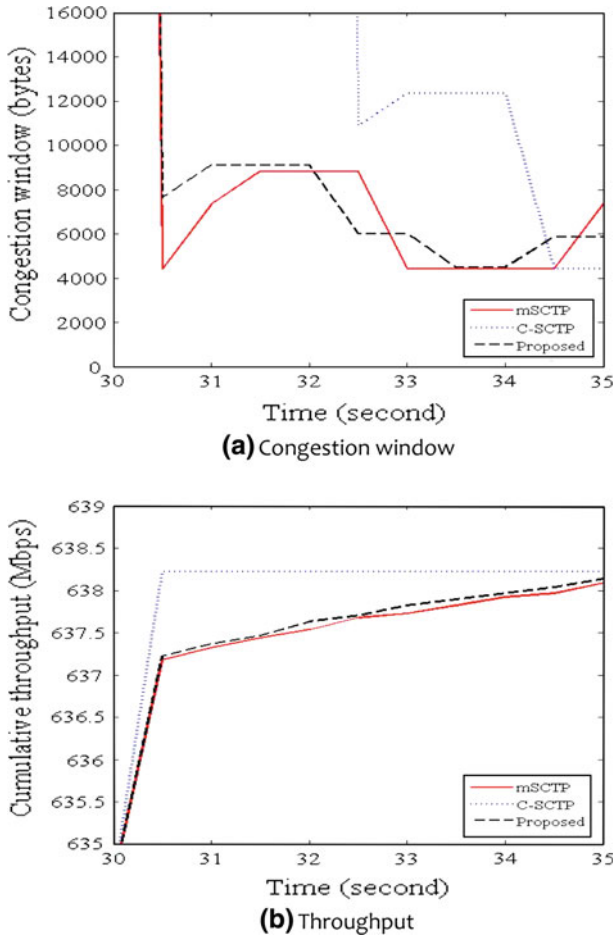 16000
14000
12000
10000
8000
6000
4000
2000
0
Congestion window (bytes)
mSCTP
C-SCTP
Proposed
30 31 32 33 34 35
Time (second)
(a) Congestion window
639
638.5
638
637.5
637
636.5
636
635.5
635
Cumulative throughput (Mbps)
mSCTP
C-SCTP
Proposed
30 31 32 33 34 35
Time (second)
(b) Throughput